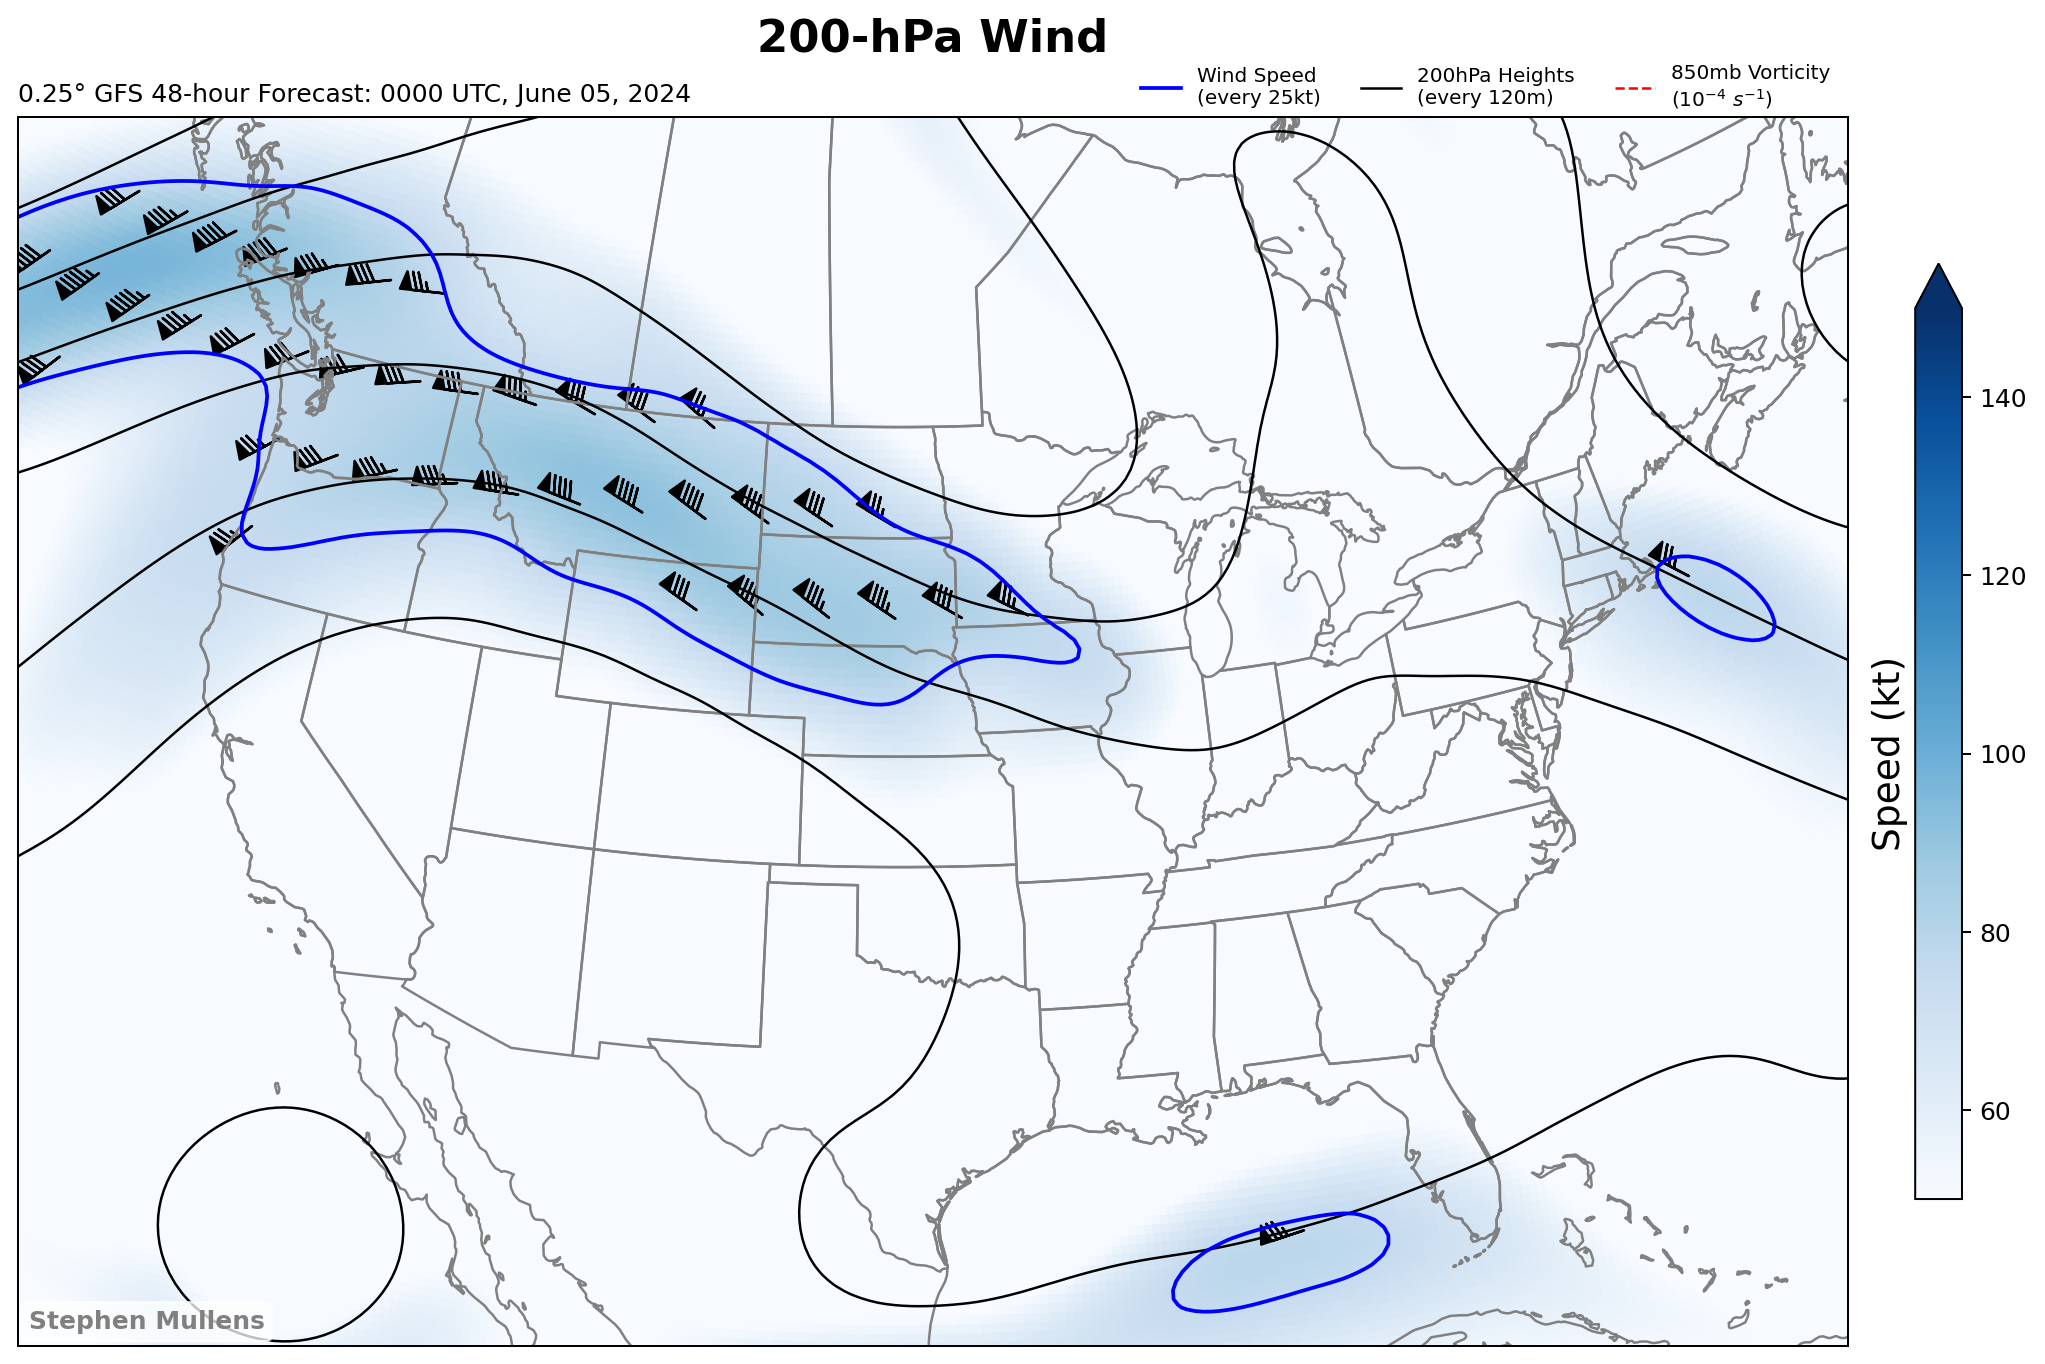 200-hPa Wind
0.25° GFS 48-hour Forecast: 0000 UTC, June 05, 2024
Wind Speed
(every 25kt)
200hPa Heights
(every 120m)
850mb Vorticity
(10⁻⁴ s⁻¹)
140
120
100
80
60
Speed (kt)
Stephen Mullens